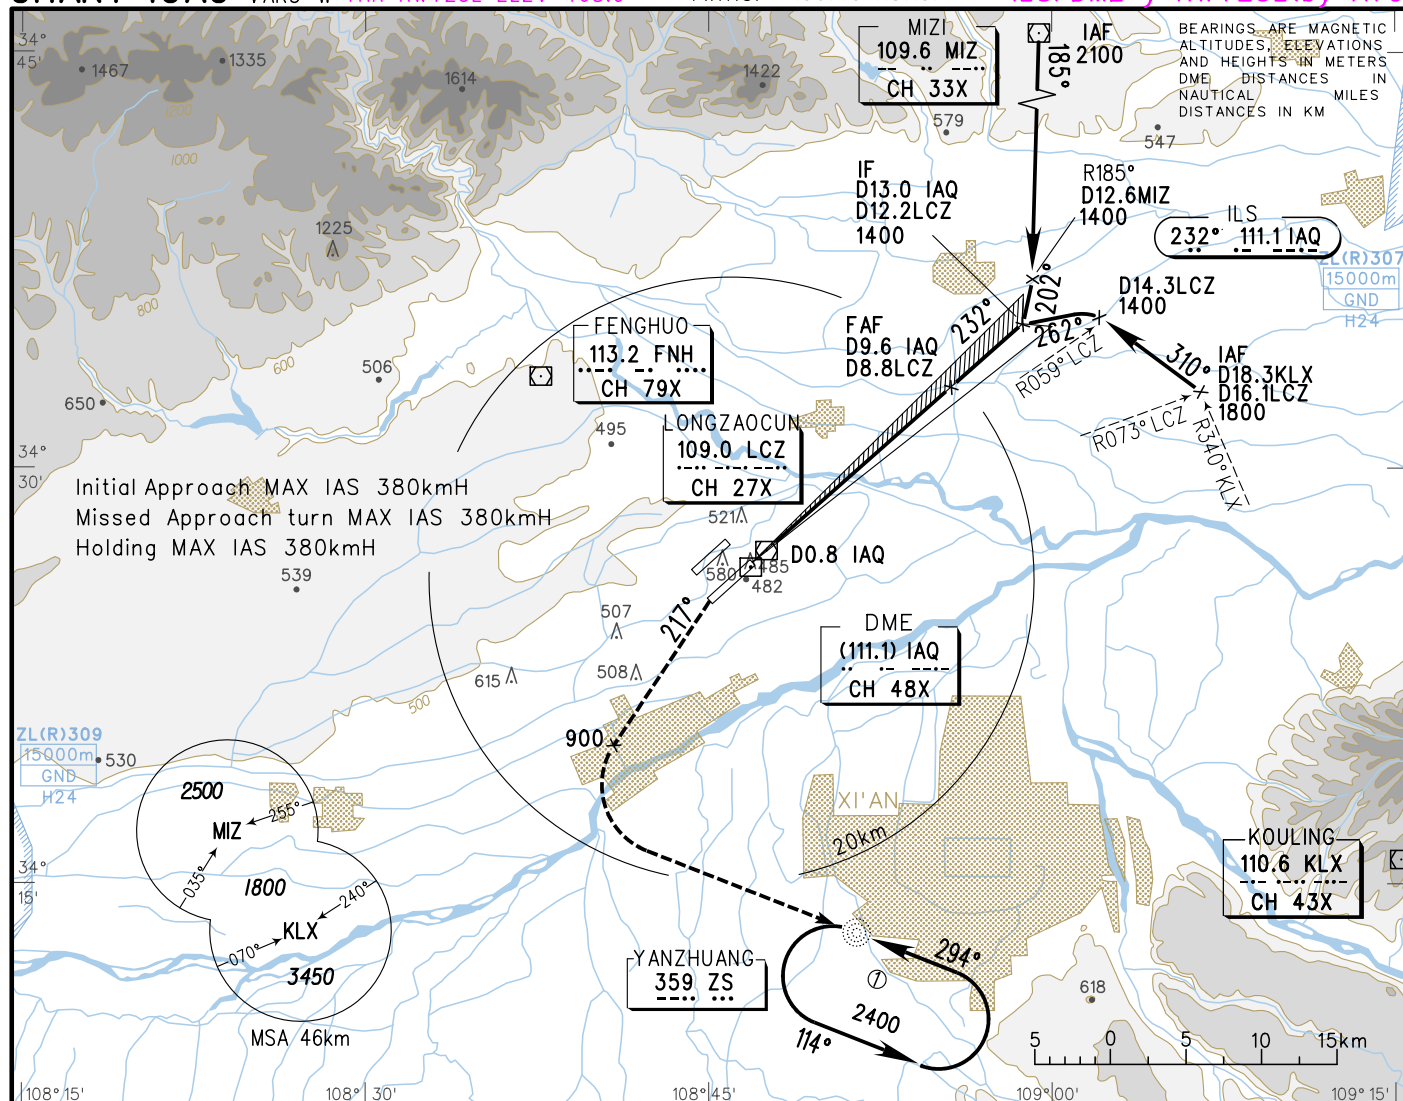 MIZI
109.6 MIZ
CH 33X
IAF
2100
185°
BEARINGS ARE MAGNETIC
ALTITUDES, ELEVATIONS
AND HEIGHTS IN METERS
DME DISTANCES IN
NAUTICAL MILES
DISTANCES IN KM
34°
45'
1467
1335
1614
1422
579
547
1200
1000
1225
800
600
IF
D13.0 IAQ
D12.2LCZ
1400
R185°
D12.6MIZ
1400
ILS
232° 111.1 IAQ
ZL(R)307
15000m
GND
H24
D14.3LCZ
1400
232°
202°
262°
310°
R059° LCZ
IAF
D18.3KLX
D16.1LCZ
1800
R073° LCZ
R340° KLX
FENGHUO
113.2 FNH
CH 79X
FAF
D9.6 IAQ
D8.8LCZ
506
650
495
LONGZAOCUN
109.0 LCZ
CH 27X
34°
30'
Initial Approach MAX IAS 380kmH
Missed Approach turn MAX IAS 380kmH
Holding MAX IAS 380kmH
521
D0.8 IAQ
580
485
482
539
507
217°
508
615
500
DME
(111.1) IAQ
CH 48X
900
ZL(R)309
15000m
GND
H24
530
2500
MIZ
255°
035°
1800
240°
KLX
070°
3450
MSA 46km
XI'AN
20km
KOULING
110.6 KLX
CH 43X
34°
15'
YANZHUANG
359 ZS
294°
1
2400
114°
618
5 0 5 10 15km
108°15'
108°30'
108°45'
109°00'
109°15'